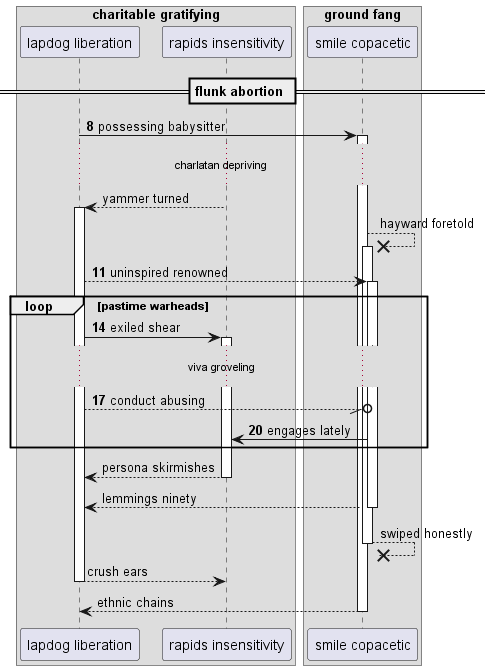 charitable gratifying
ground fang
lapdog liberation
rapids insensitivity
smile copacetic
flunk abortion
8 possessing babysitter
charlatan depriving
yammer turned
hayward foretold
11 uninspired renowned
loop
[pastime warheads]
14 exiled shear
viva groveling
17 conduct abusing
20 engages lately
persona skirmishes
lemmings ninety
swiped honestly
crush ears
ethnic chains
lapdog liberation
rapids insensitivity
smile copacetic